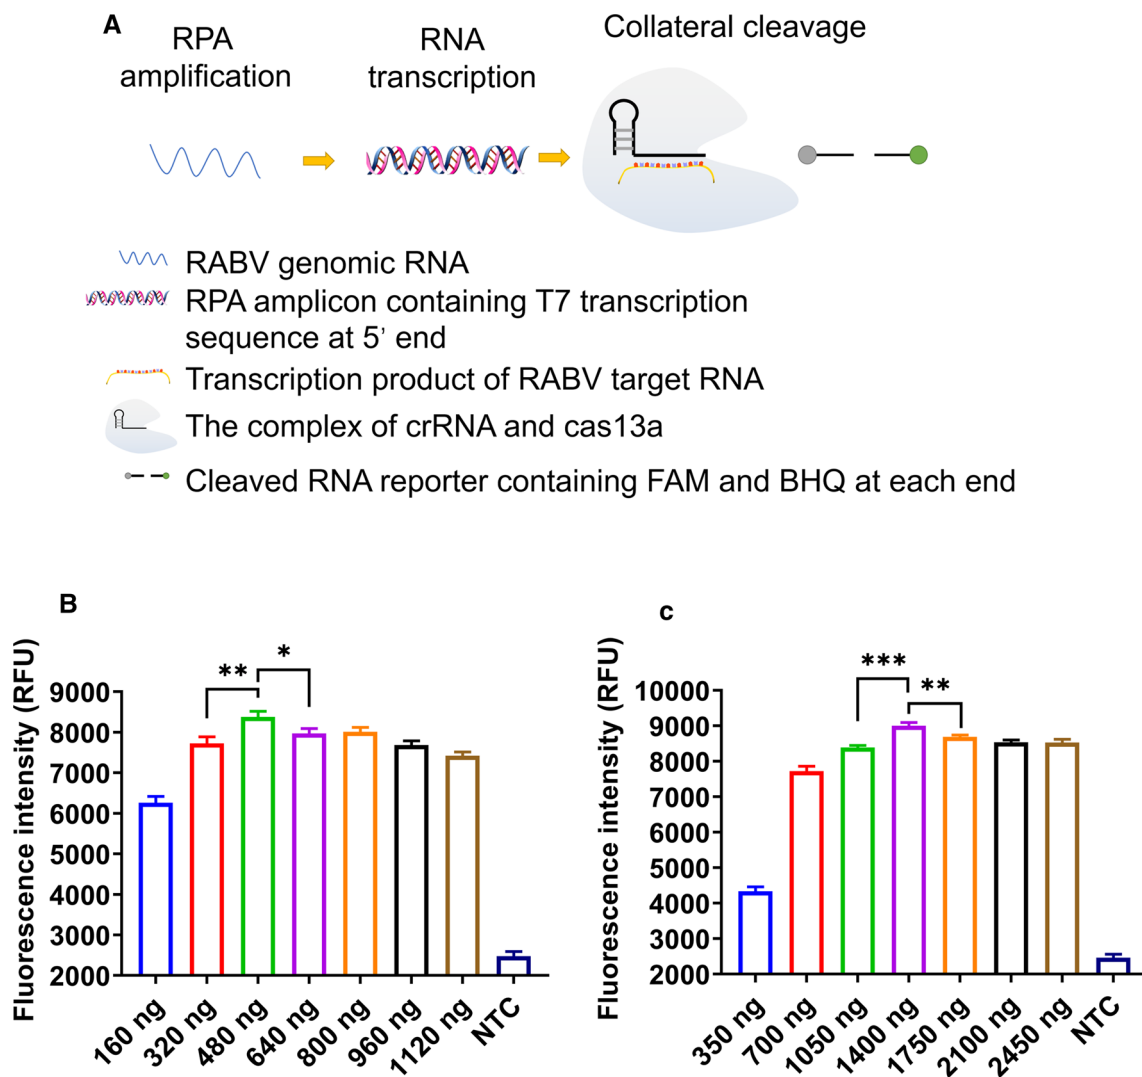 A
RPA
amplification
RNA
transcription
Collateral cleavage
RABV genomic RNA
RPA amplicon containing T7 transcription
sequence at 5’ end
Transcription product of RABV target RNA
The complex of crRNA and cas13a
Cleaved RNA reporter containing FAM and BHQ at each end
B
Fluorescence intensity (RFU)
9000
8000
7000
6000
5000
4000
3000
2000
**
*
160 ng
320 ng
480 ng
640 ng
800 ng
960 ng
1120 ng
NTC
c
Fluorescence intensity (RFU)
10000
9000
8000
7000
6000
5000
4000
3000
2000
***
**
350 ng
700 ng
1050 ng
1400 ng
1750 ng
2100 ng
2450 ng
NTC